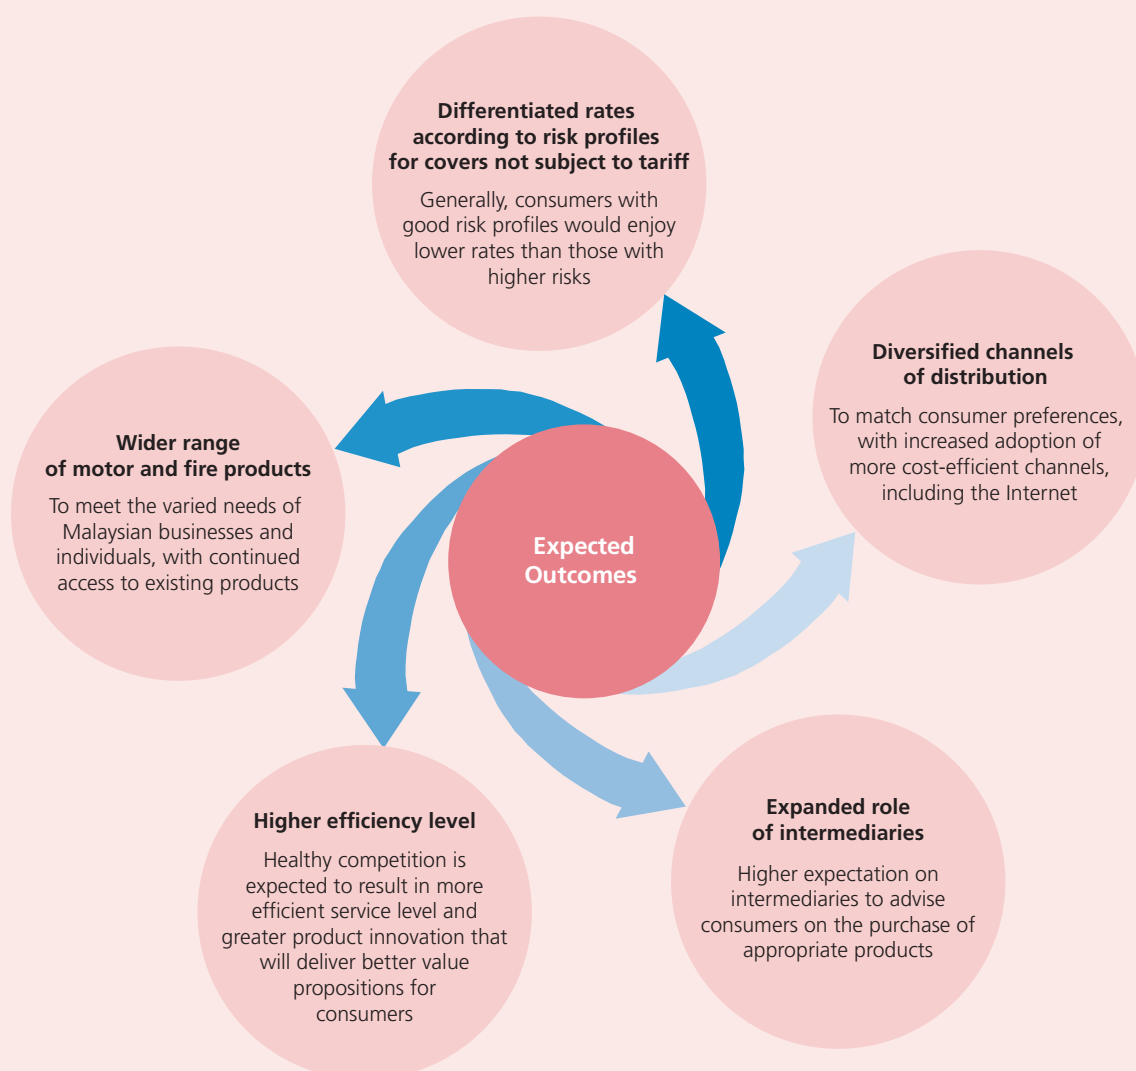 Differentiated rates
according to risk profiles
for covers not subject to tariff
Generally, consumers with
good risk profiles would enjoy
lower rates than those with
higher risks
Diversified channels
of distribution
To match consumer preferences,
with increased adoption of
more cost-efficient channels,
including the Internet
Wider range
of motor and fire products
To meet the varied needs of
Malaysian businesses and
individuals, with continued
access to existing products
Expected
Outcomes
Higher efficiency level
Healthy competition is
expected to result in more
efficient service level and
greater product innovation that
will deliver better value
propositions for
consumers
Expanded role
of intermediaries
Higher expectation on
intermediaries to advise
consumers on the purchase of
appropriate products